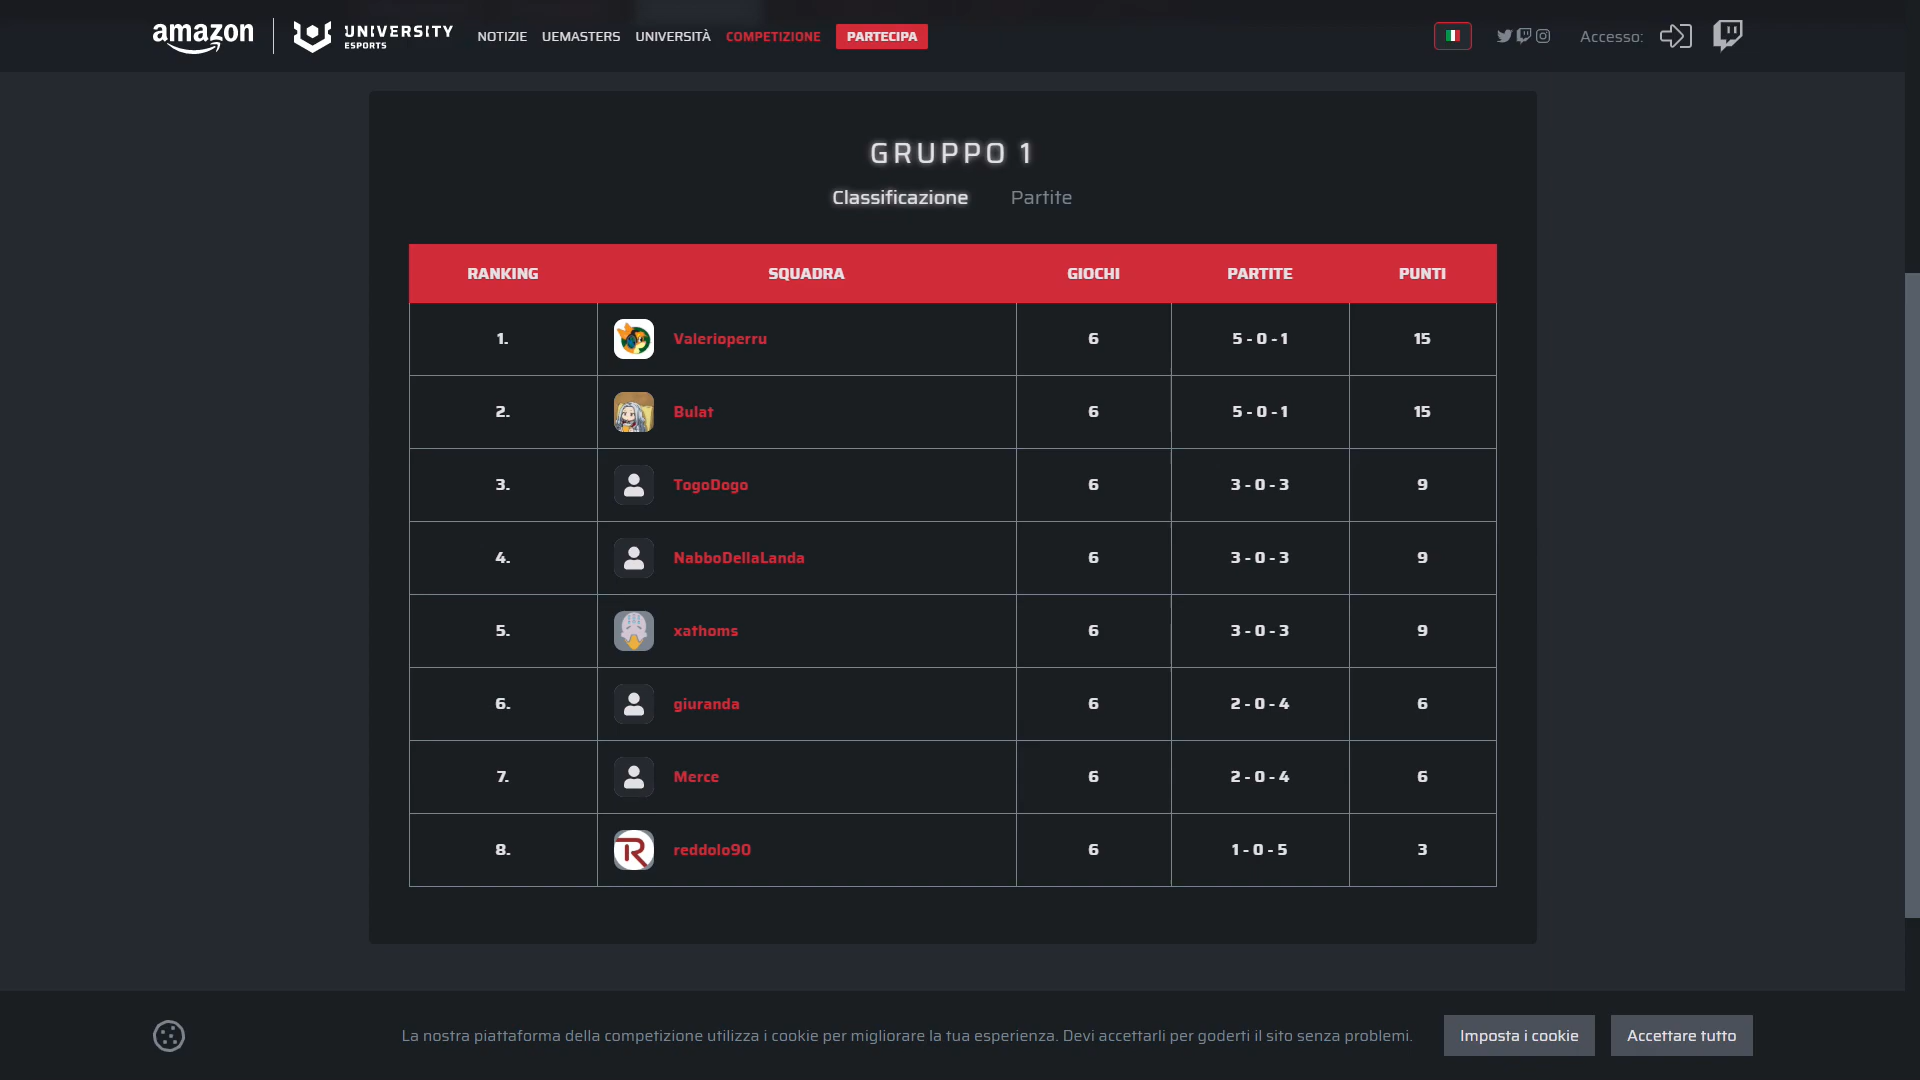 amazon UNIVERSITY ESPORTS NOTIZIE UEMASTERS UNIVERSITÀ COMPETIZIONE PARTECIPA Accesso:
GRUPPO 1
Classificazione Partite
RANKING SQUADRA GIOCHI PARTITE PUNTI
1. Valerioperru 6 5 - 0 - 1 15
2. Bulat 6 5 - 0 - 1 15
3. TogoDogo 6 3 - 0 - 3 9
4. NabboDellaLanda 6 3 - 0 - 3 9
5. xathoms 6 3 - 0 - 3 9
6. giuranda 6 2 - 0 - 4 6
7. Merce 6 2 - 0 - 4 6
8. reddolo90 6 1 - 0 - 5 3
La nostra piattaforma della competizione utilizza i cookie per migliorare la tua esperienza. Devi accettarli per goderti il sito senza problemi. Imposta i cookie Accettare tutto